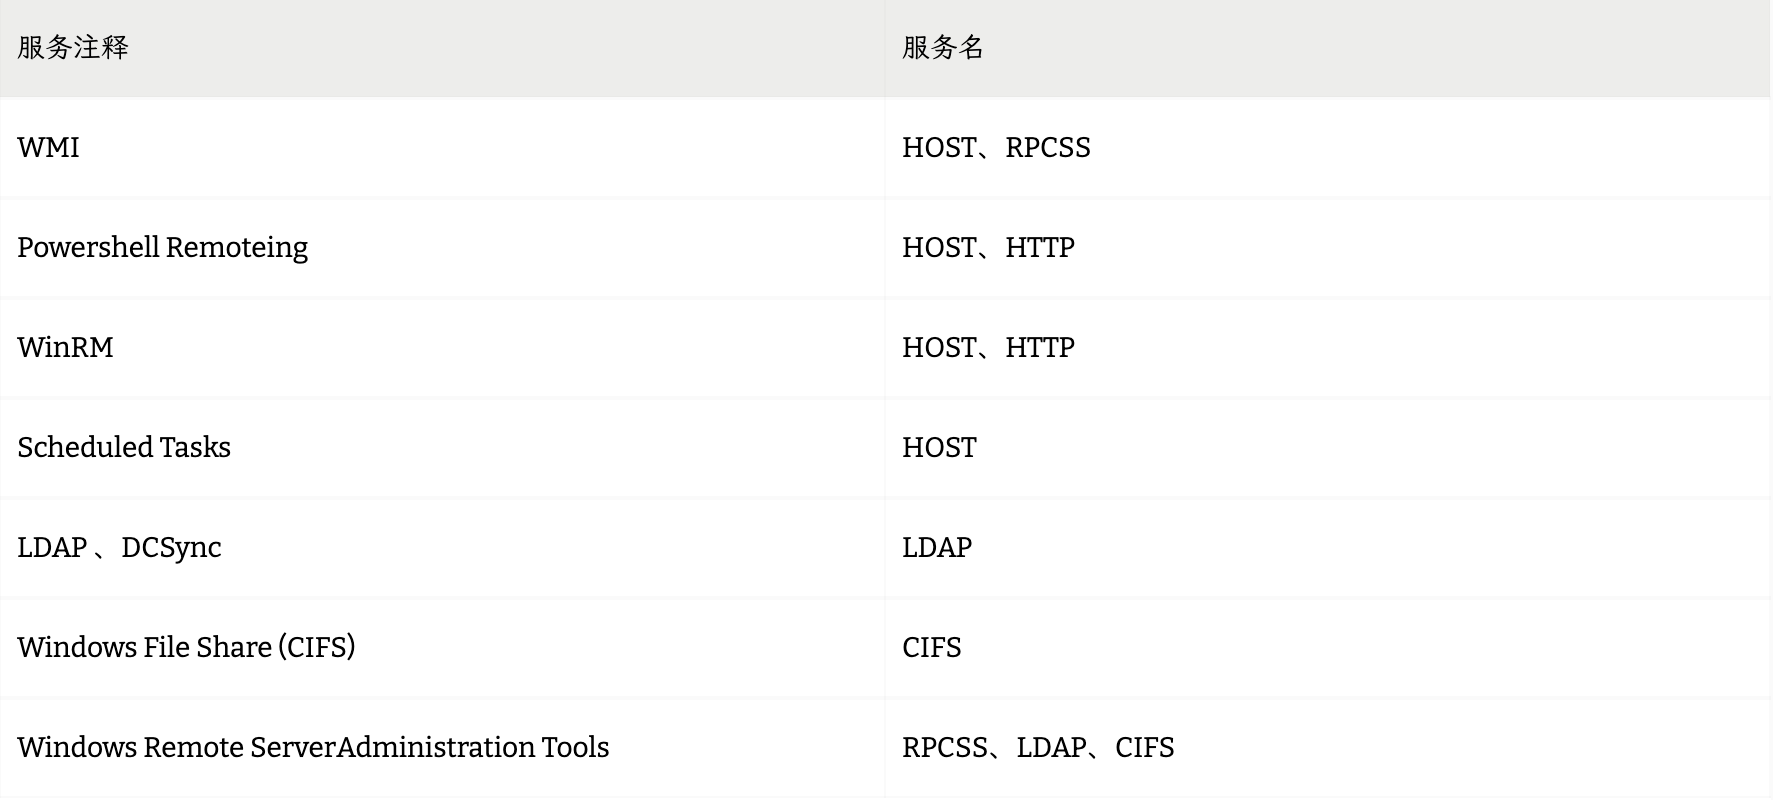 服务注释 服务名
WMI HOST、RPCSS
Powershell Remoteing HOST、HTTP
WinRM HOST、HTTP
Scheduled Tasks HOST
LDAP 、DCSync LDAP
Windows File Share (CIFS) CIFS
Windows Remote ServerAdministration Tools RPCSS、LDAP、CIFS